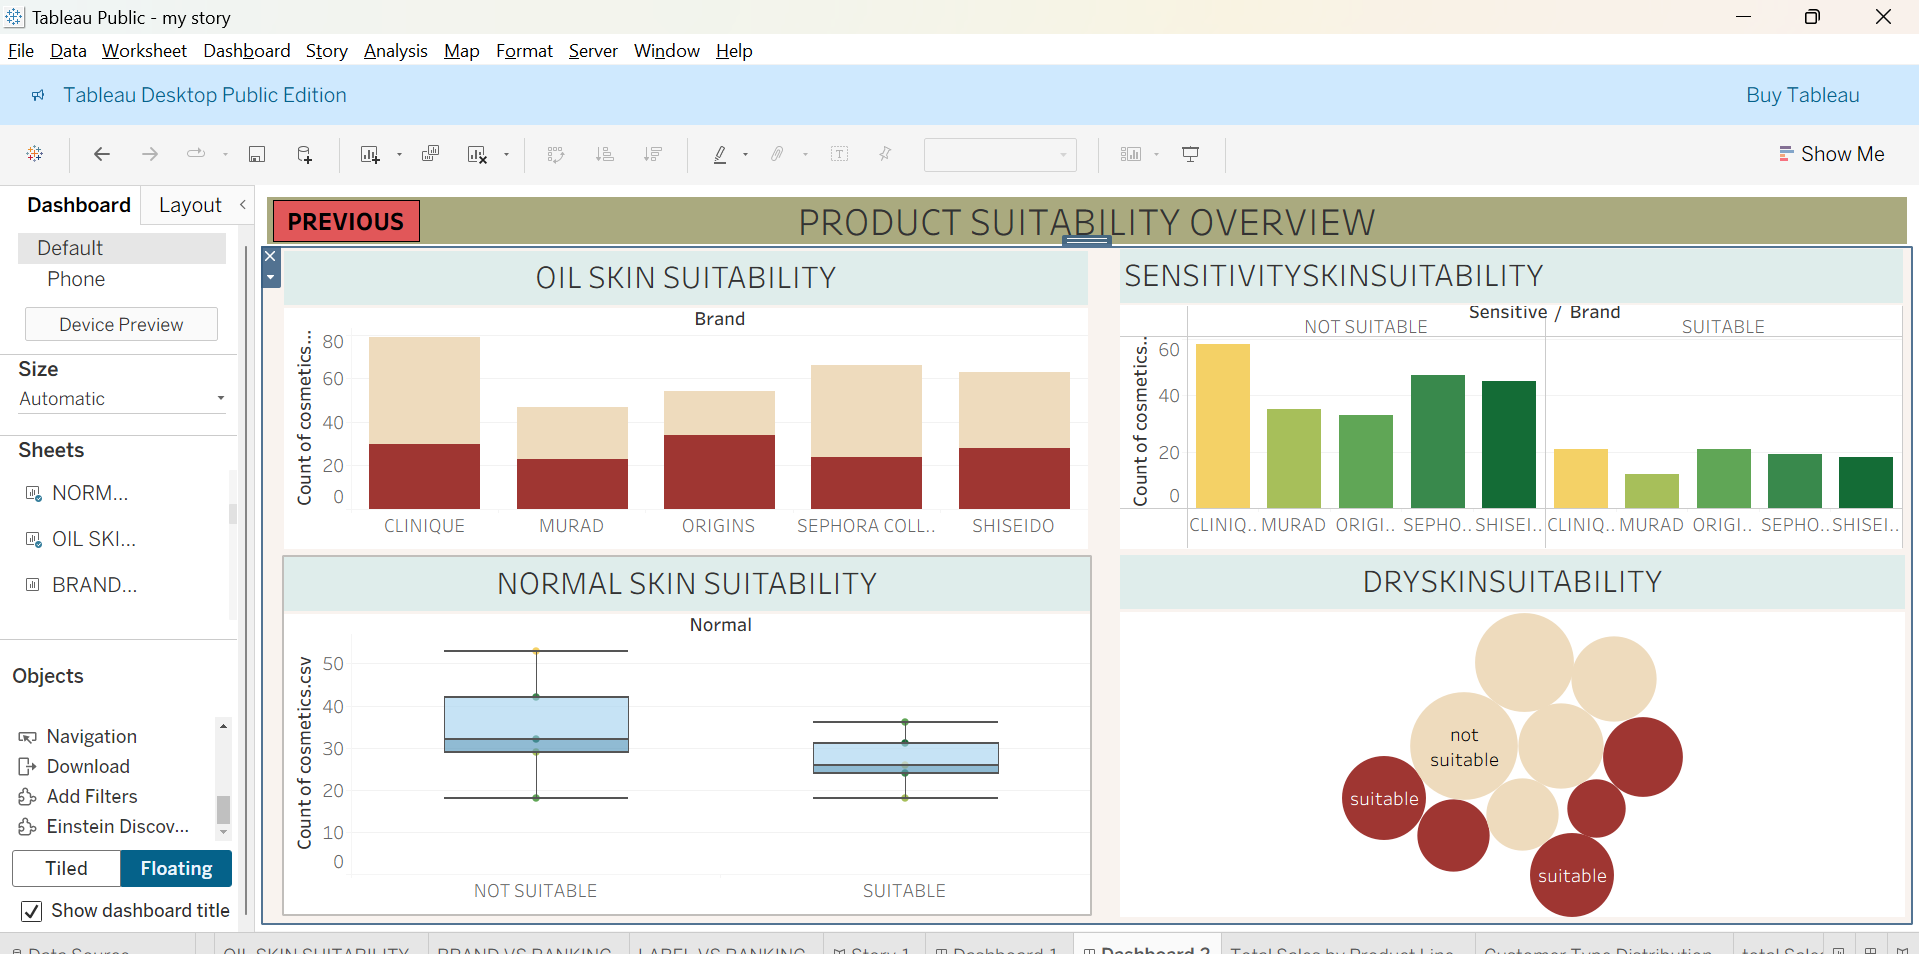 Tableau Public - my story
File Data Worksheet Dashboard Story Analysis Map Format Server Window Help
Tableau Desktop Public Edition
Buy Tableau
Show Me
Dashboard
Layout
Default
Phone
Device Preview
Size
Automatic
Sheets
NORM...
OIL SKI...
BRAND...
Objects
Navigation
Download
Add Filters
Einstein Discov...
Tiled
Floating
Show dashboard title
PREVIOUS
PRODUCT SUITABILITY OVERVIEW
OIL SKIN SUITABILITY
Brand
Count of cosmetics...
80
60
40
20
0
CLINIQUE
MURAD
ORIGINS
SEPHORA COLL..
SHISEIDO
SENSITIVITYSKINSUITABILITY
Sensitive / Brand
NOT SUITABLE
SUITABLE
Count of cosmetics..
60
40
20
0
CLINIQ.. MURAD ORIGI.. SEPHO.. SHISEI.. CLINIQ.. MURAD ORIGI.. SEPHO.. SHISEI..
NORMAL SKIN SUITABILITY
Normal
Count of cosmetics.csv
50
40
30
20
10
0
NOT SUITABLE
SUITABLE
DRYSKINSUITABILITY
not
suitable
suitable
suitable
Data Source
OIL SKIN SUITABILITY
BRAND VS RANKING
LABEL VS RANKING
Story 1
Dashboard 1
Dashboard 2
Total Sales by Product Line
Customer Type Distribution
total Sale